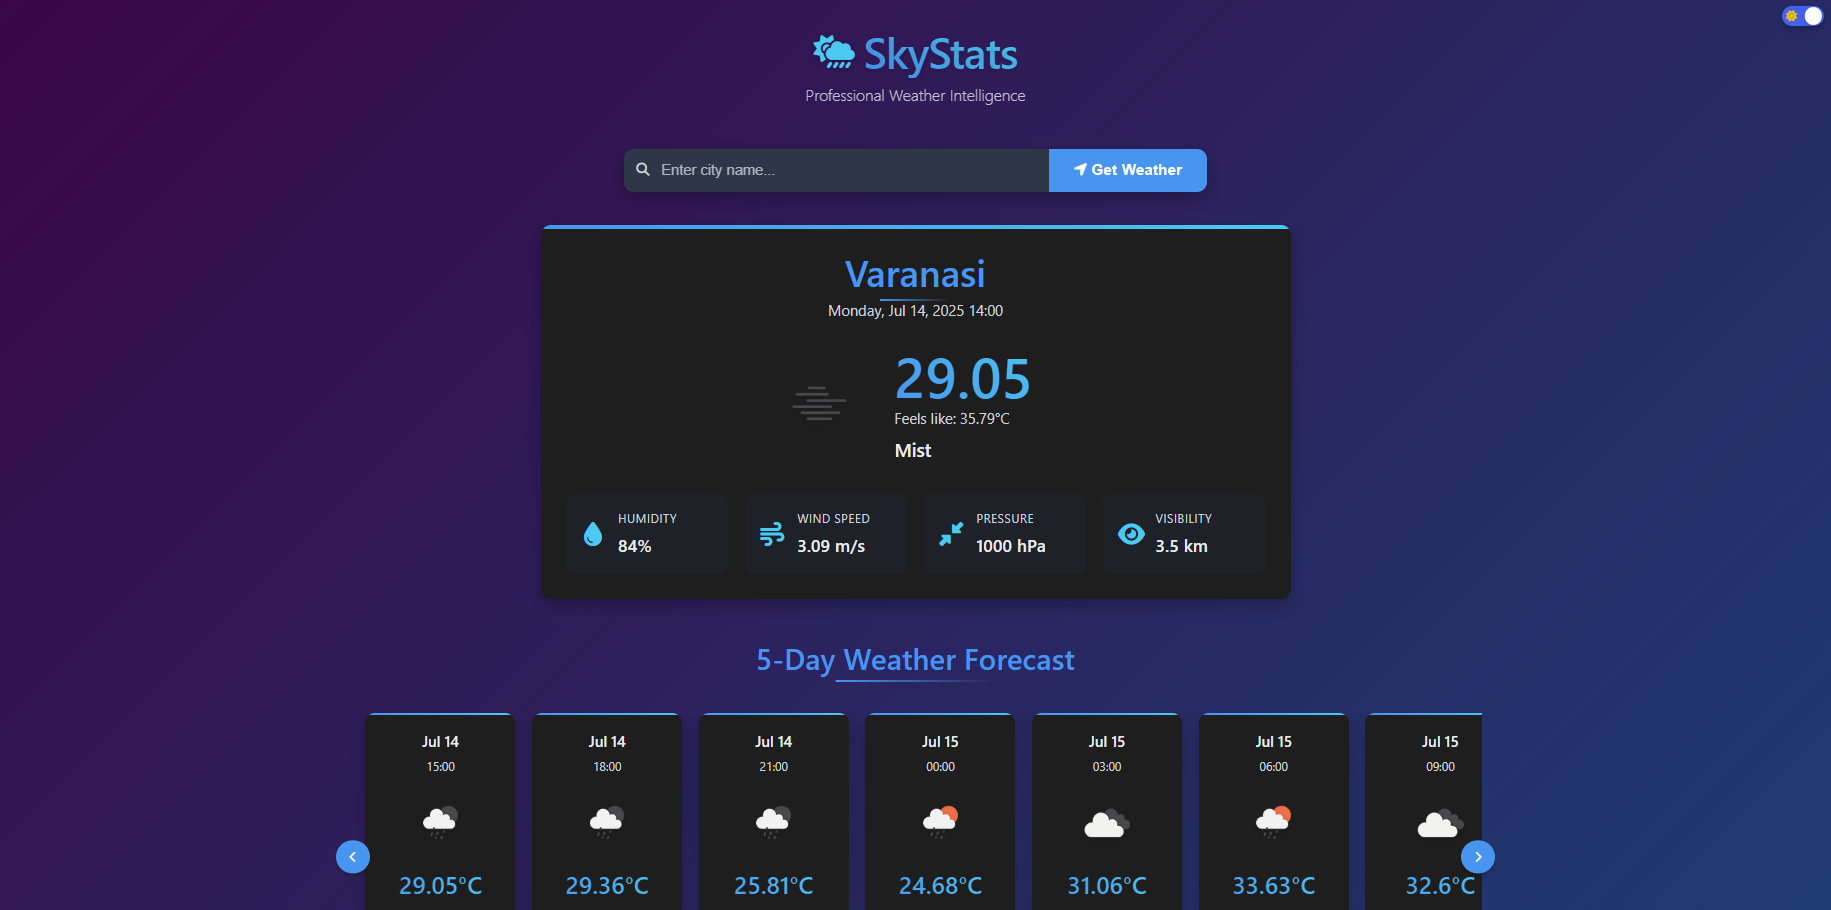 SkyStats
Professional Weather Intelligence
Enter city name...
Get Weather
Varanasi
Monday, Jul 14, 2025 14:00
29.05
Feels like: 35.79°C
Mist
HUMIDITY
84%
WIND SPEED
3.09 m/s
PRESSURE
1000 hPa
VISIBILITY
3.5 km
5-Day Weather Forecast
Jul 14
15:00
29.05°C
Jul 14
18:00
29.36°C
Jul 14
21:00
25.81°C
Jul 15
00:00
24.68°C
Jul 15
03:00
31.06°C
Jul 15
06:00
33.63°C
Jul 15
09:00
32.6°C